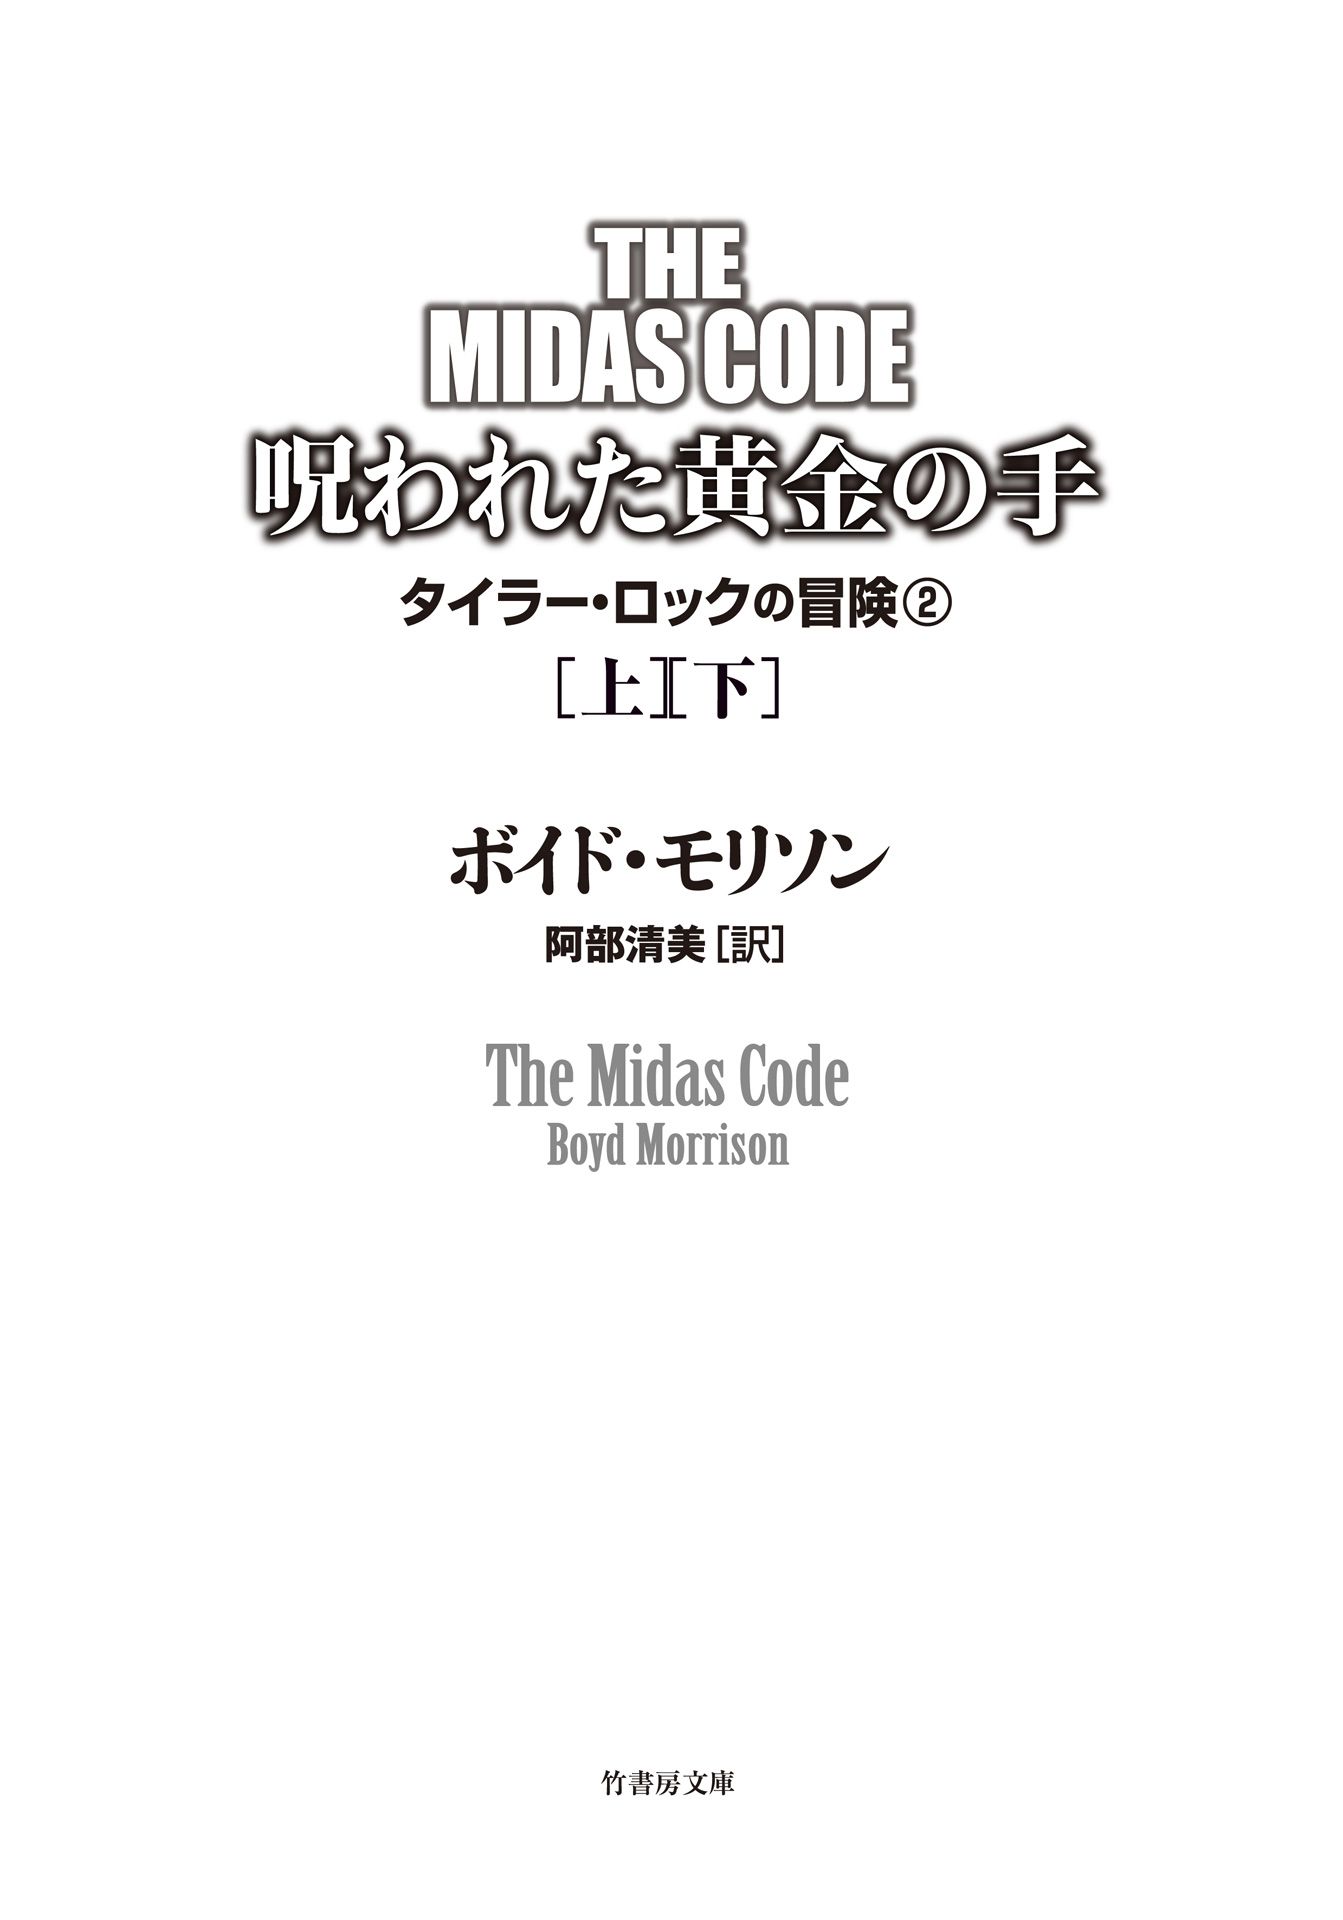 THE
MIDAS CODE
呪われた黄金の手
タイラー・ロックの冒険②
［上］［下］
ボイド・モリソン
阿部清美［訳］
The Midas Code
Boyd Morrison
竹書房文庫